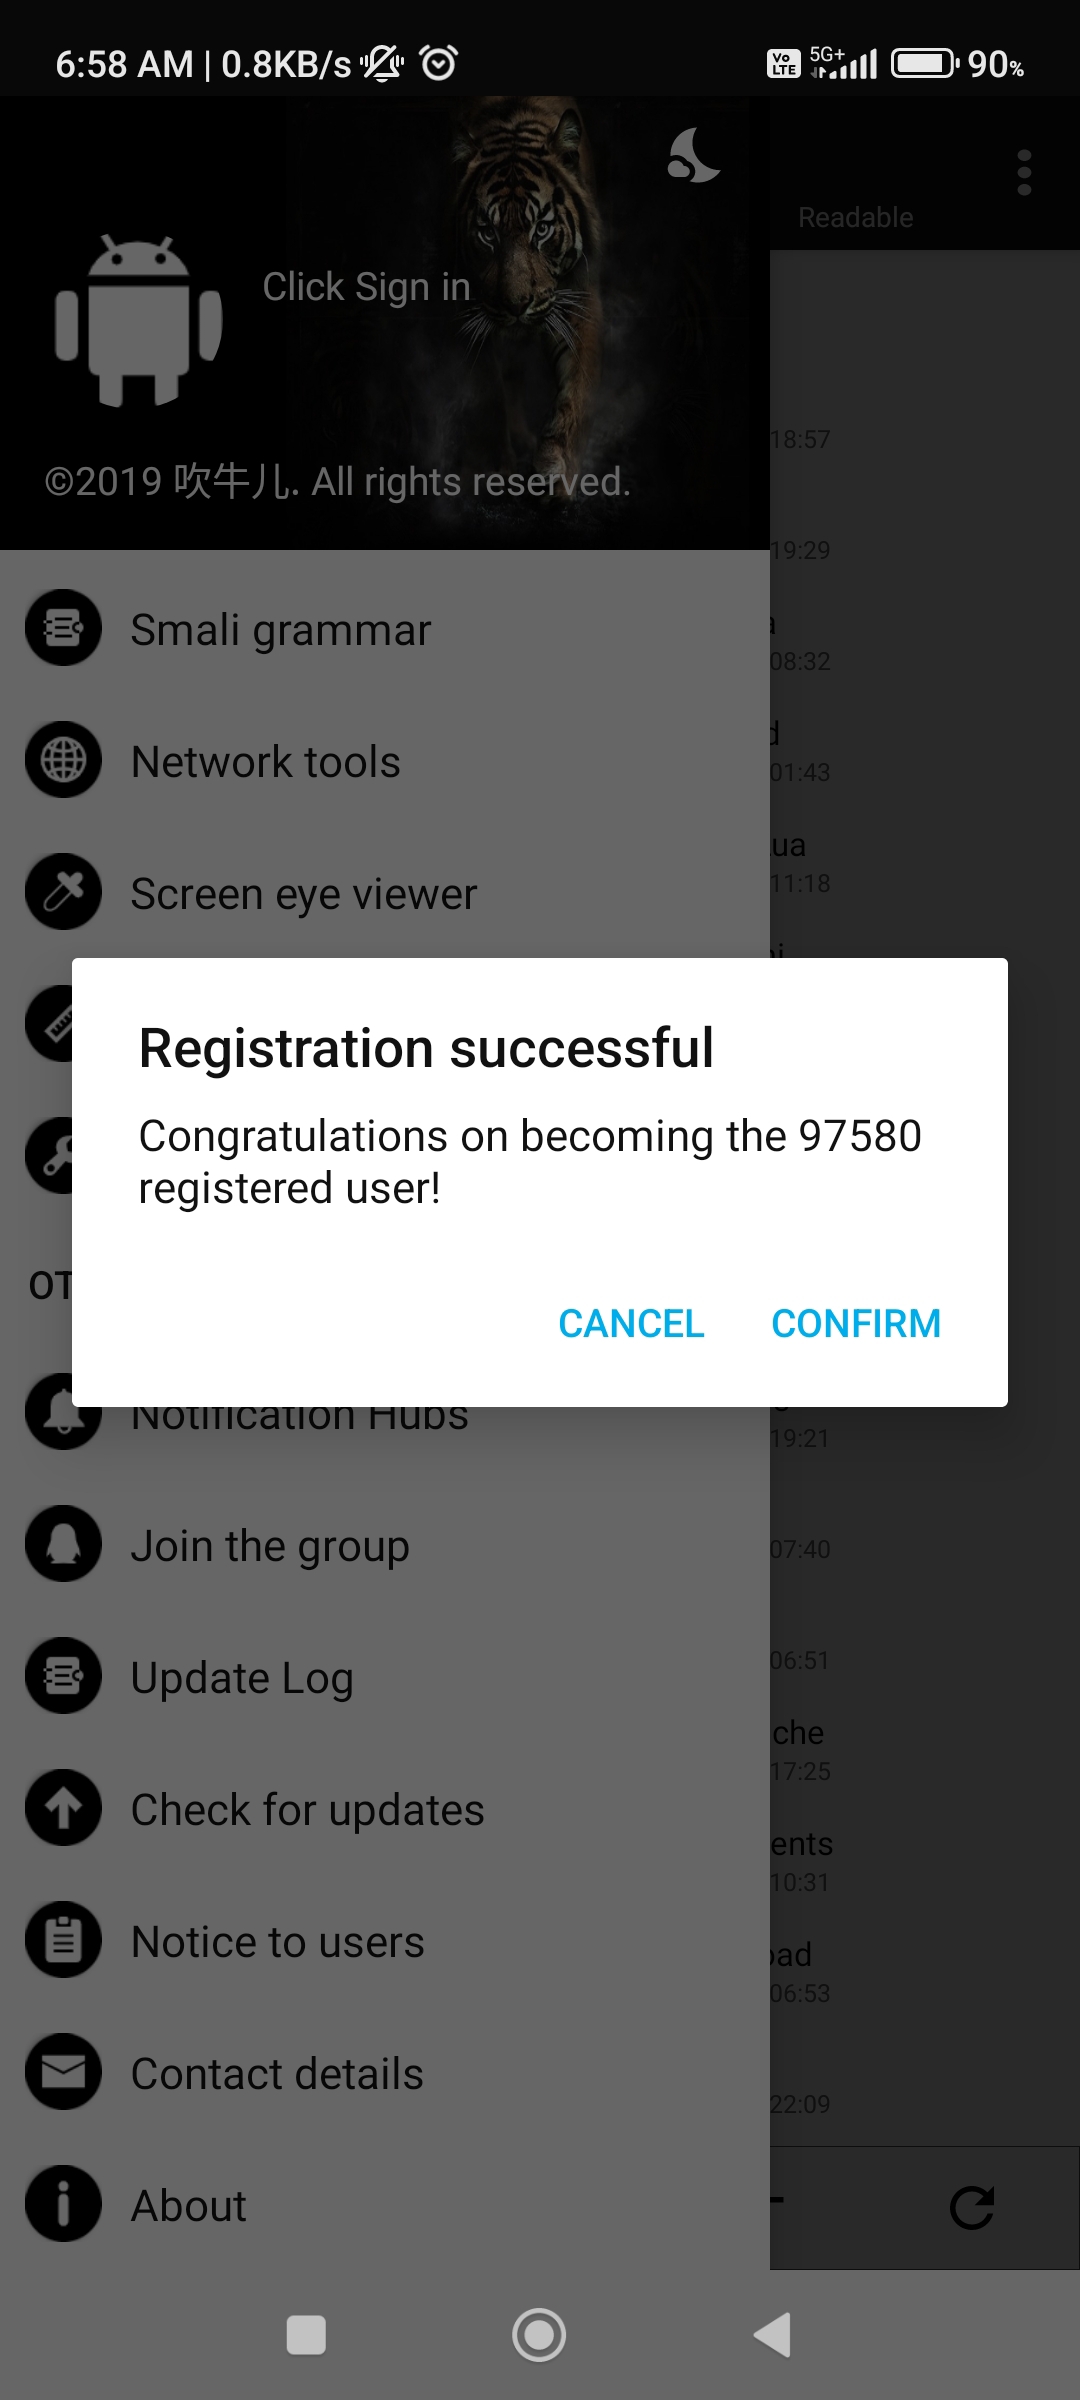 6:58 AM | 0.8KB/s
Vo LTE 5G+ 90%
Readable
Click Sign in
©2019 吹牛儿. All rights reserved.
18:57
19:29
Smali grammar
08:32
Network tools
01:43
Screen eye viewer
ua
11:18
Registration successful
Congratulations on becoming the 97580
registered user!
OT
CANCEL CONFIRM
Notification Hubs
19:21
Join the group
07:40
Update Log
06:51
che
17:25
Check for updates
ents
10:31
Notice to users
oad
06:53
Contact details
22:09
About